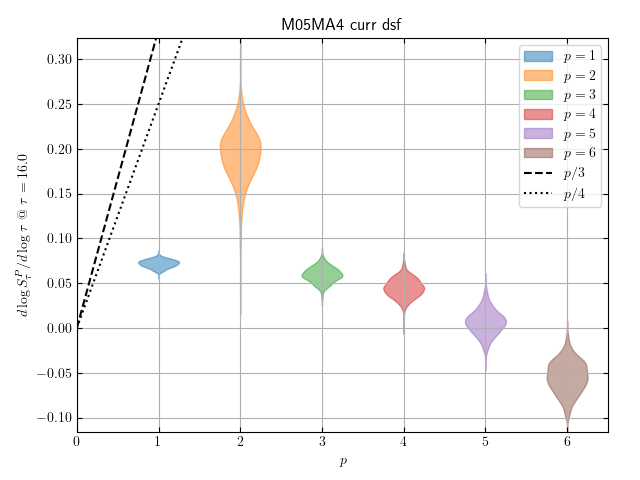 M05MA4 curr dsf
d log S_τ^P / d log τ @ τ = 16.0
0.30
0.25
0.20
0.15
0.10
0.05
0.00
−0.05
−0.10
0 1 2 3 4 5 6
p
p = 1
p = 2
p = 3
p = 4
p = 5
p = 6
p/3
p/4